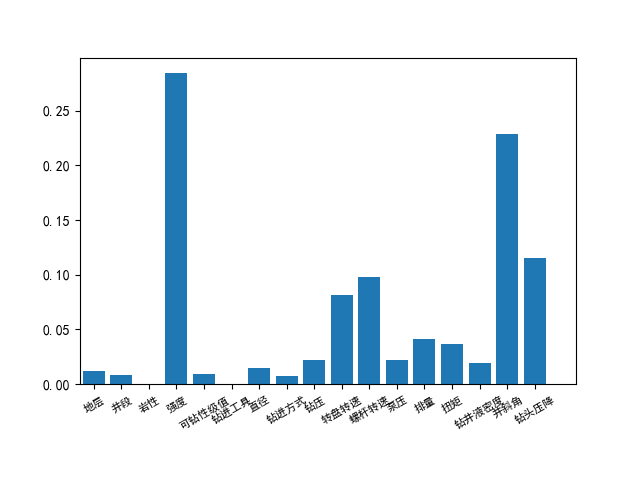 0.25
0.20
0.15
0.10
0.05
0.00
地层
井段
岩性
强度
可钻性级值
钻进工具
直径
钻进方式
钻压
转盘转速
螺杆转速
泵压
排量
扭矩
钻井液密度
井斜角
钻头压降